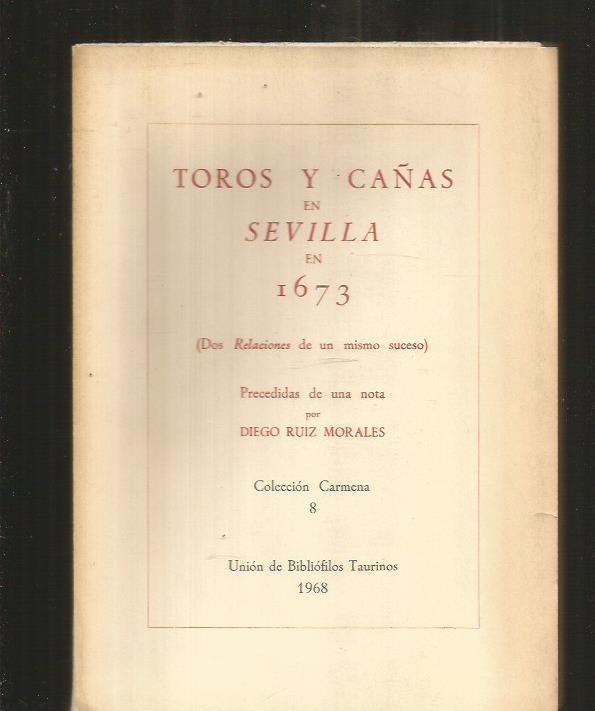 TOROS Y CAÑAS
EN
SEVILLA
EN
1673
(Dos Relaciones de un mismo suceso)
Precedidas de una nota
por
DIEGO RUIZ MORALES
Colección Carmena
8
Unión de Bibliófilos Taurinos
1968